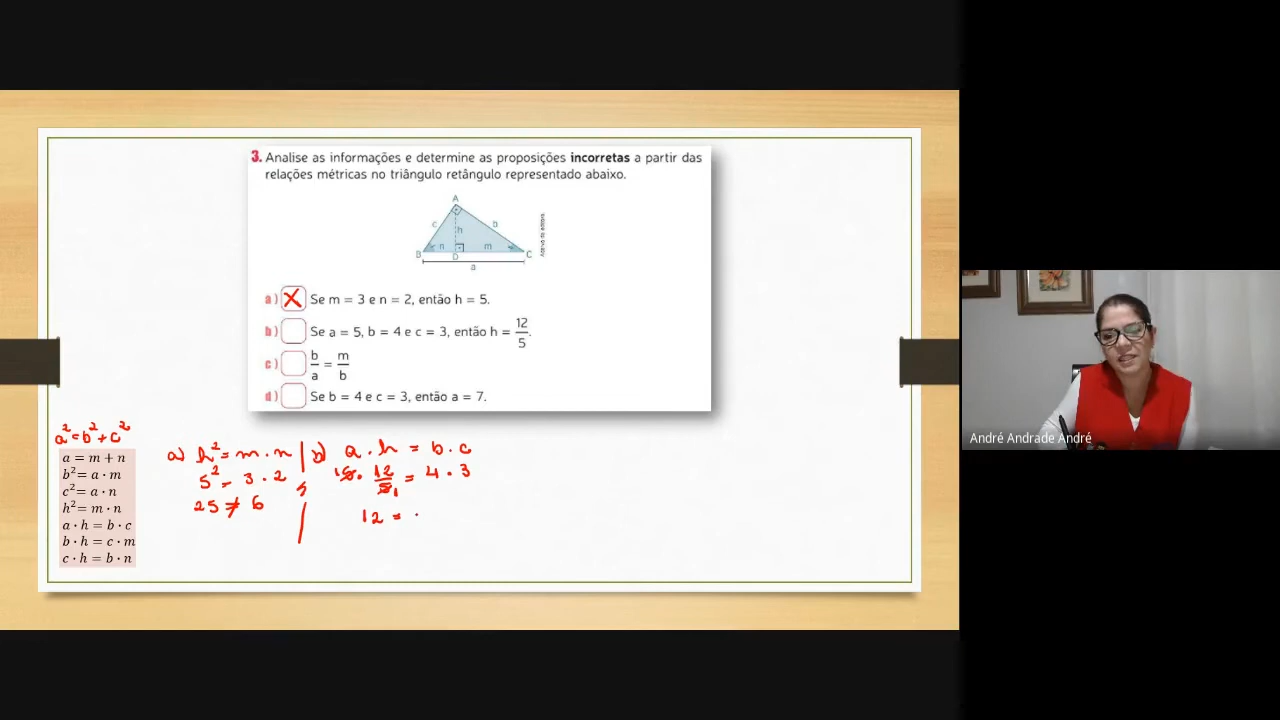 3. Analise as informações e determine as proposições incorretas a partir das
relações métricas no triângulo retângulo representado abaixo.
A
c
b
h
n
m
B
D
C
a
a) X Se m = 3 e n = 2, então h = 5.
b) Se a = 5, b = 4 e c = 3, então h = 12/5.
c) b/a = m/b
d) Se b = 4 e c = 3, então a = 7.
a² = b² + c²
a = m + n
b² = a · m
c² = a · n
h² = m · n
a · h = b · c
b · h = c · m
c · h = b · n
a) h² = m · n
5² = 3 · 2
25 ≠ 6
b) a · h = b · c
¹5 · 12/5₁ = 4 · 3
12 =
André Andrade André